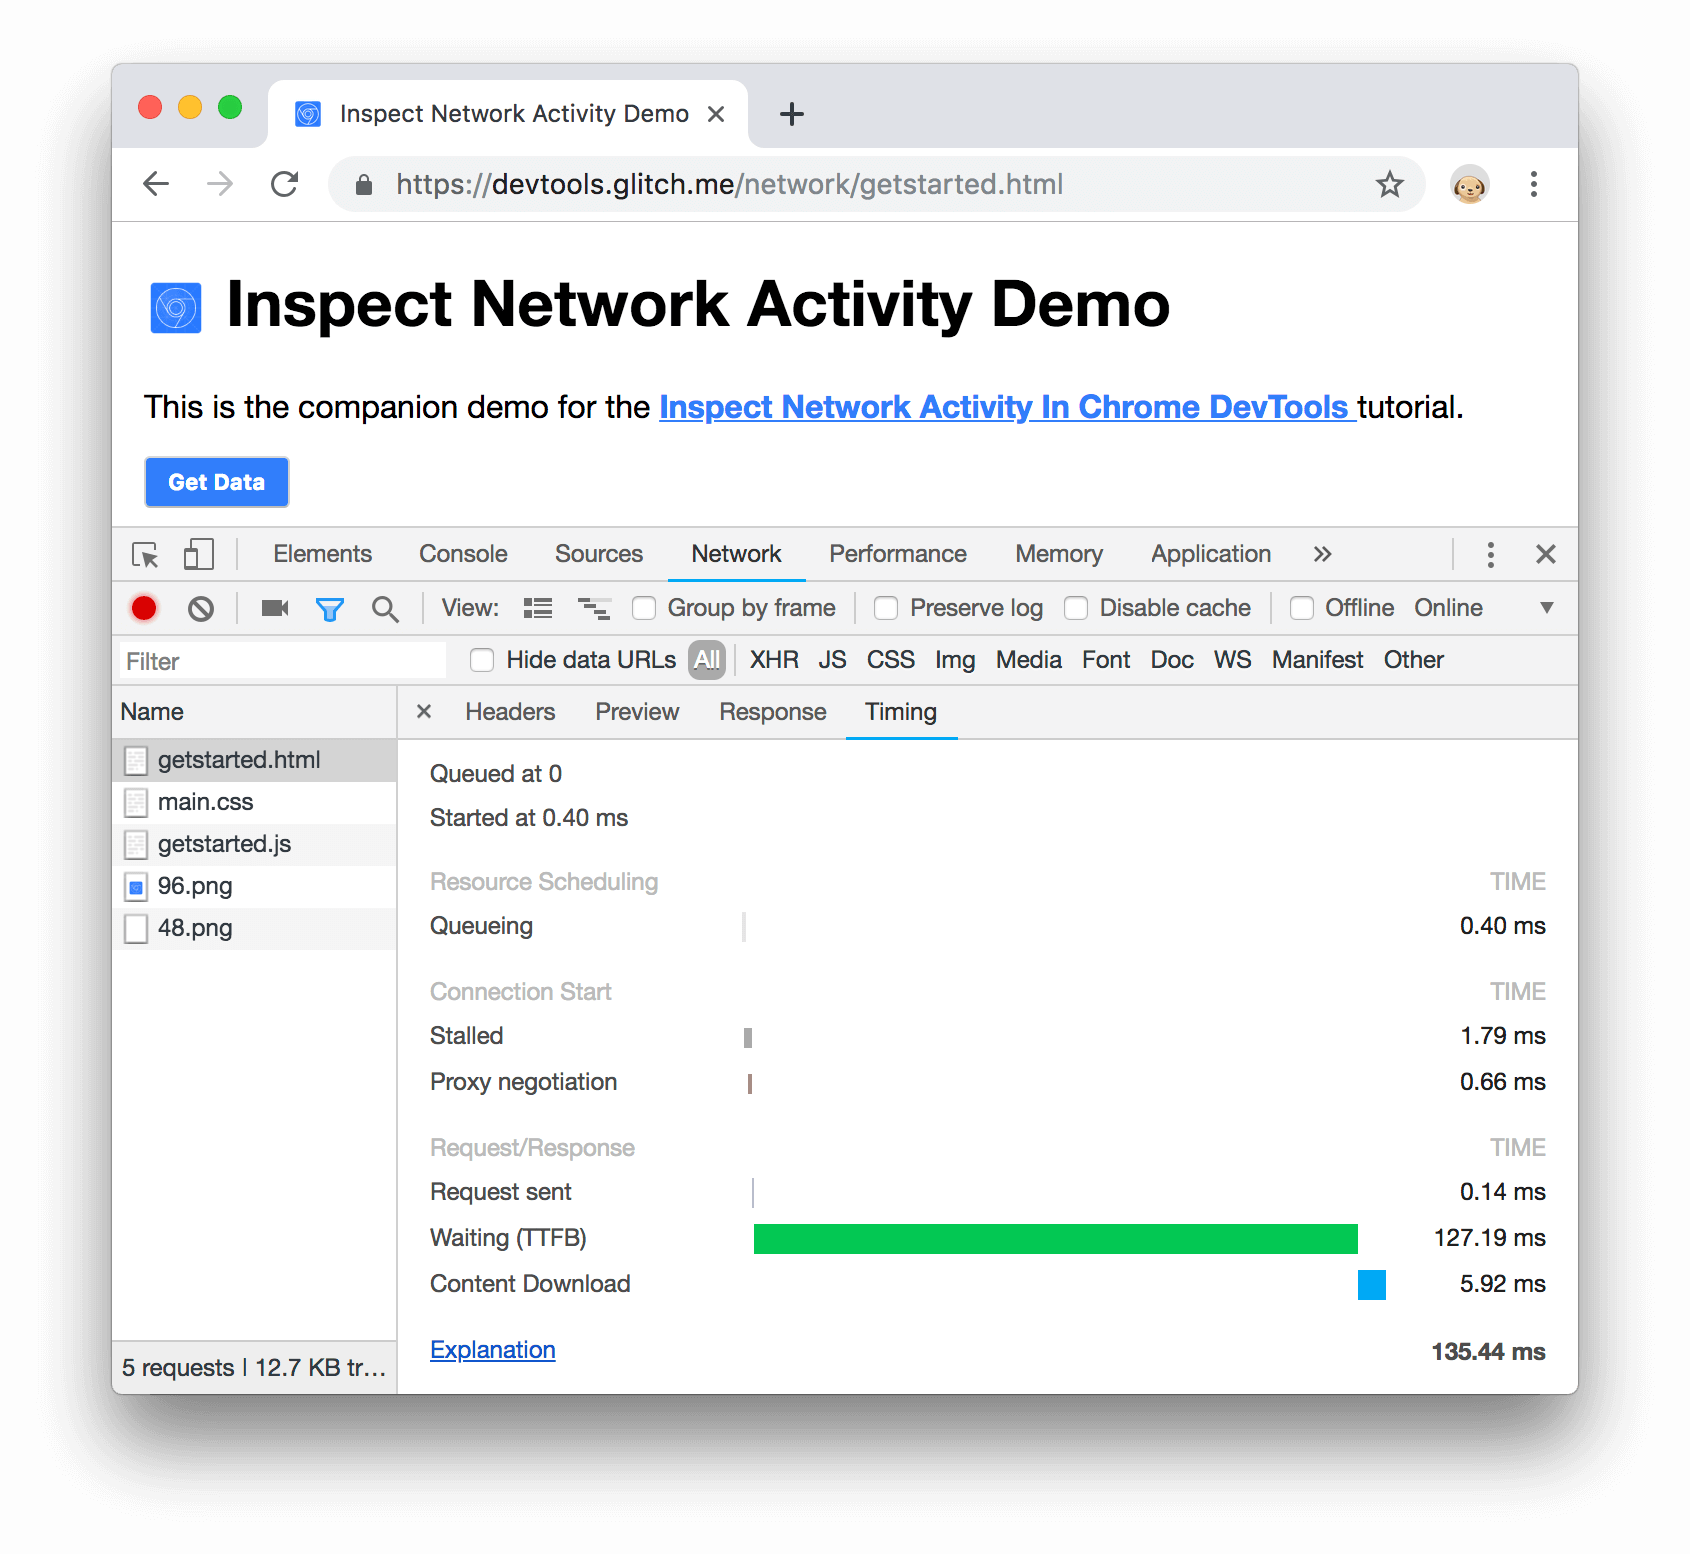 Inspect Network Activity Demo
https://devtools.glitch.me/network/getstarted.html
Inspect Network Activity Demo
This is the companion demo for the Inspect Network Activity In Chrome DevTools tutorial.
Get Data
Elements Console Sources Network Performance Memory Application
View: Group by frame Preserve log Disable cache Offline Online
Filter Hide data URLs All XHR JS CSS Img Media Font Doc WS Manifest Other
Name
getstarted.html
main.css
getstarted.js
96.png
48.png
5 requests | 12.7 KB tr...
Headers Preview Response Timing
Queued at 0
Started at 0.40 ms
Resource Scheduling TIME
Queueing 0.40 ms
Connection Start TIME
Stalled 1.79 ms
Proxy negotiation 0.66 ms
Request/Response TIME
Request sent 0.14 ms
Waiting (TTFB) 127.19 ms
Content Download 5.92 ms
Explanation 135.44 ms